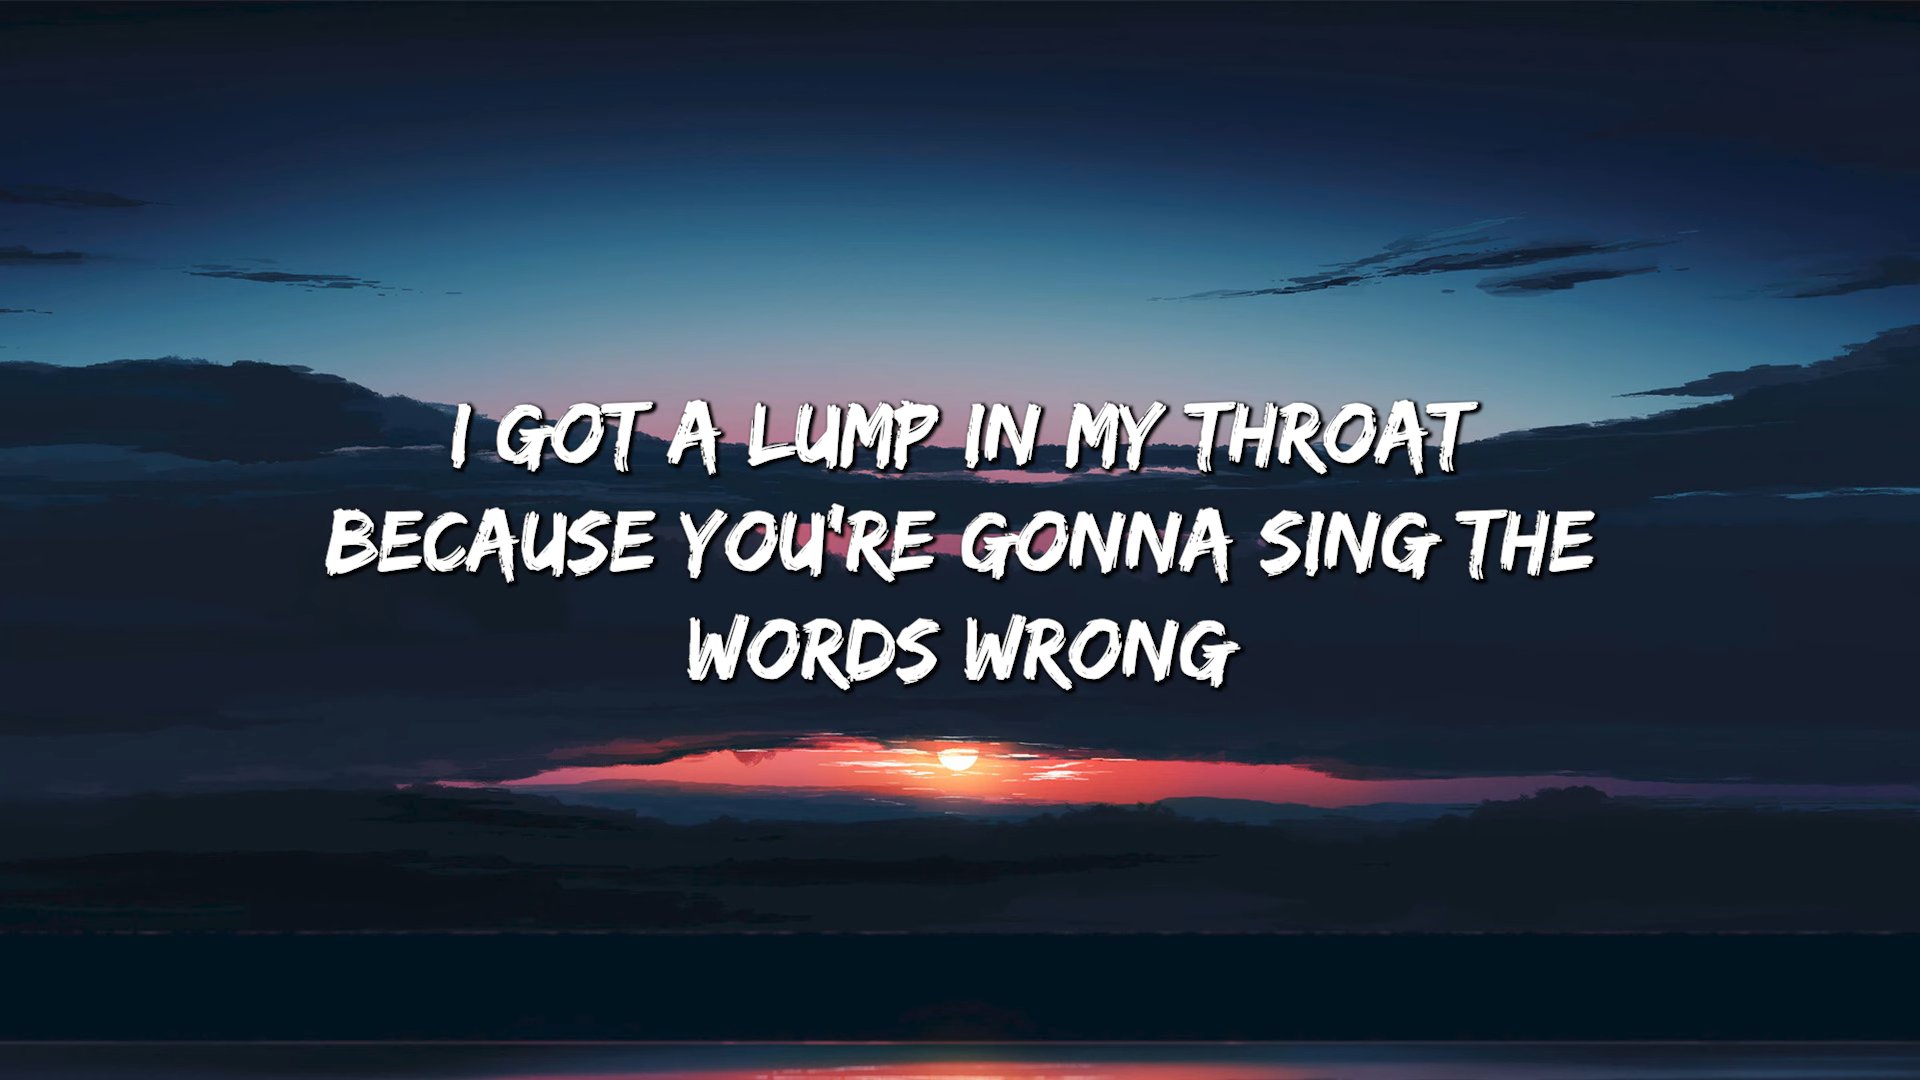 I GOT A LUMP IN MY THROAT
BECAUSE YOU'RE GONNA SING THE
WORDS WRONG